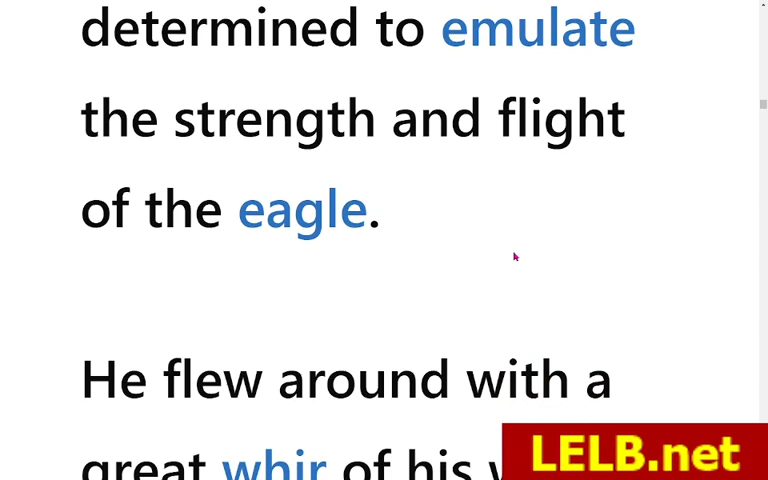 determined to emulate
the strength and flight
of the eagle.
He flew around with a
great whir of his
LELB.net